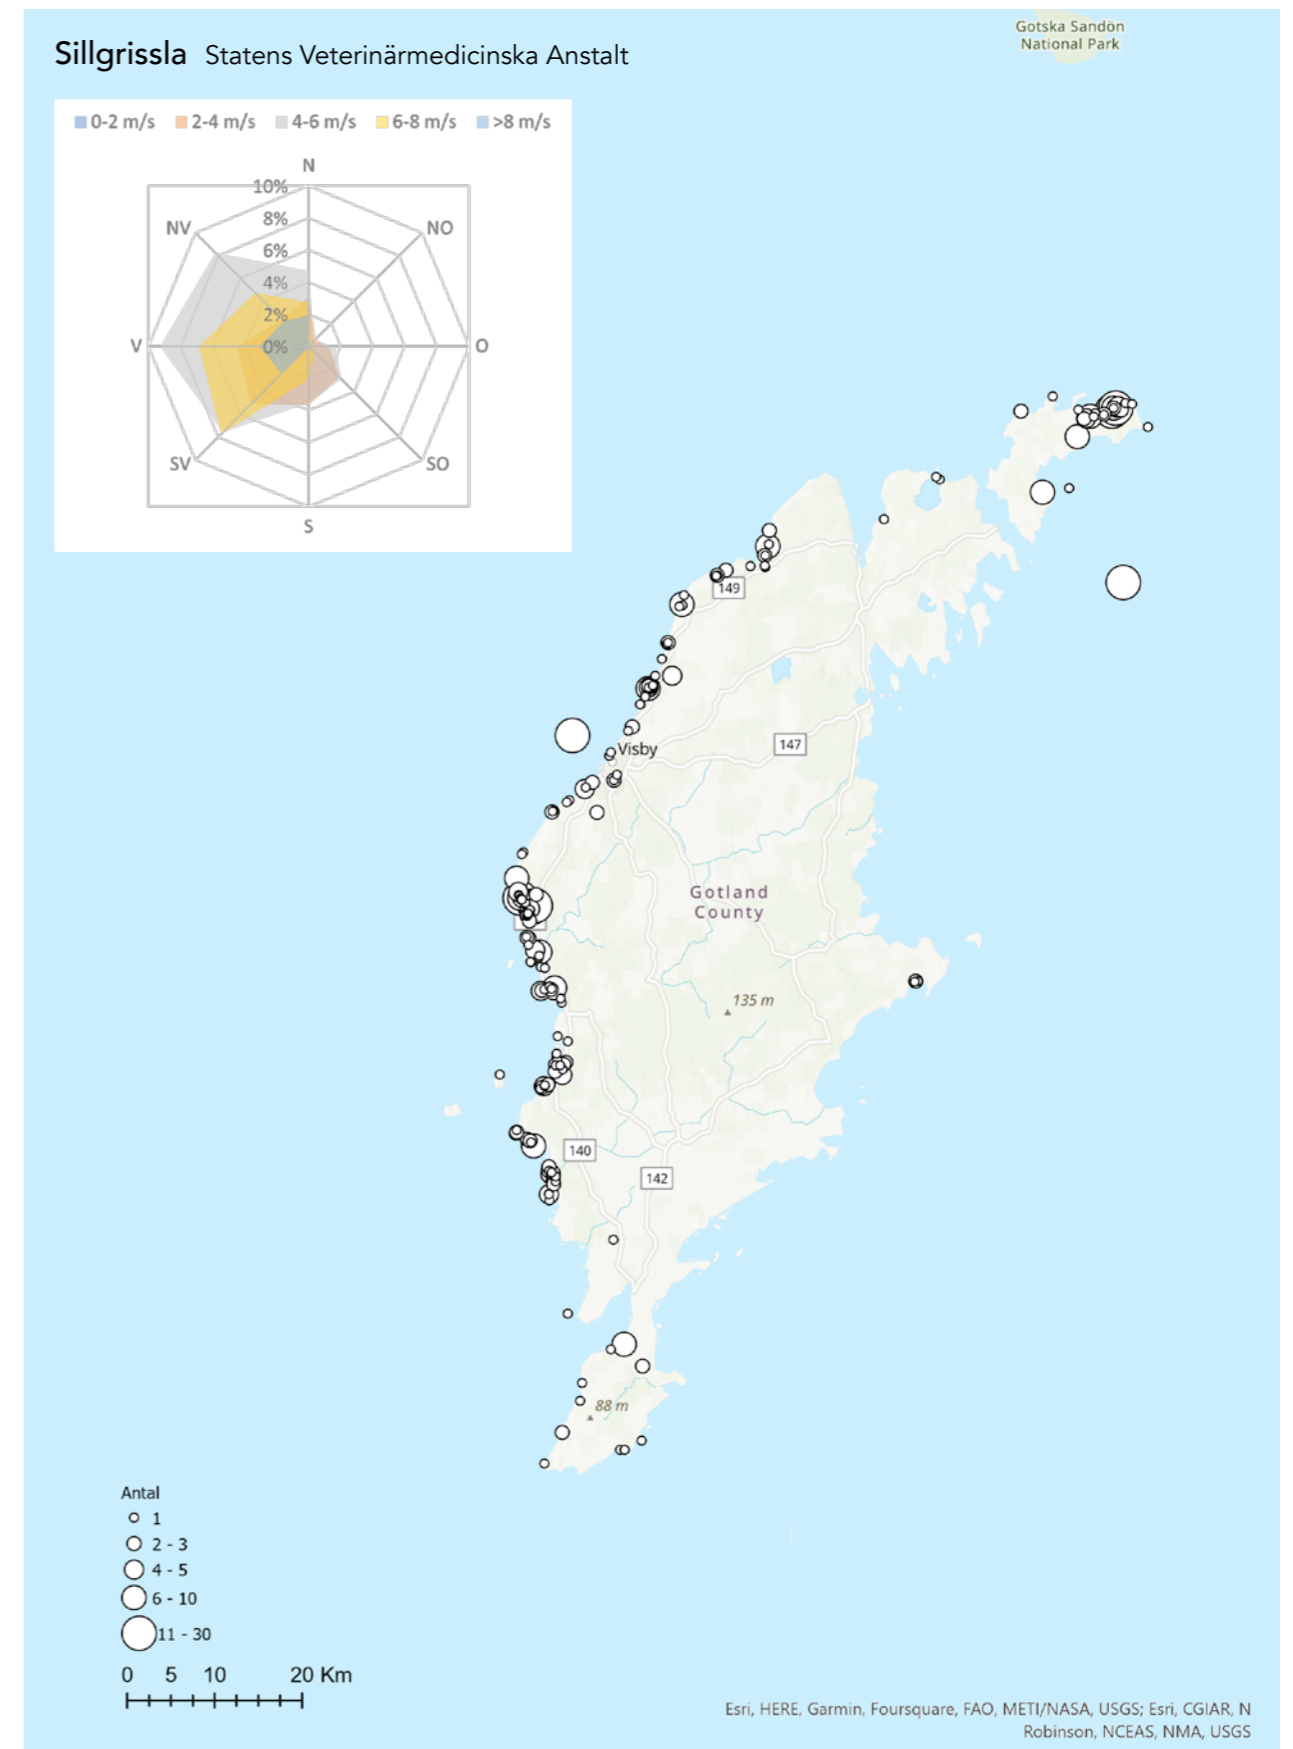 Gotska Sandön
National Park
Sillgrissla Statens Veterinärmedicinska Anstalt
0-2 m/s 2-4 m/s 4-6 m/s 6-8 m/s >8 m/s
N
10%
NV 8% NO
6%
4%
2%
V 0% O
SV SO
S
149
Visby
147
Gotland
County
135 m
140
142
88 m
Antal
1
2 - 3
4 - 5
6 - 10
11 - 30
0 5 10 20 Km
Esri, HERE, Garmin, Foursquare, FAO, METI/NASA, USGS; Esri, CGIAR, N
Robinson, NCEAS, NMA, USGS